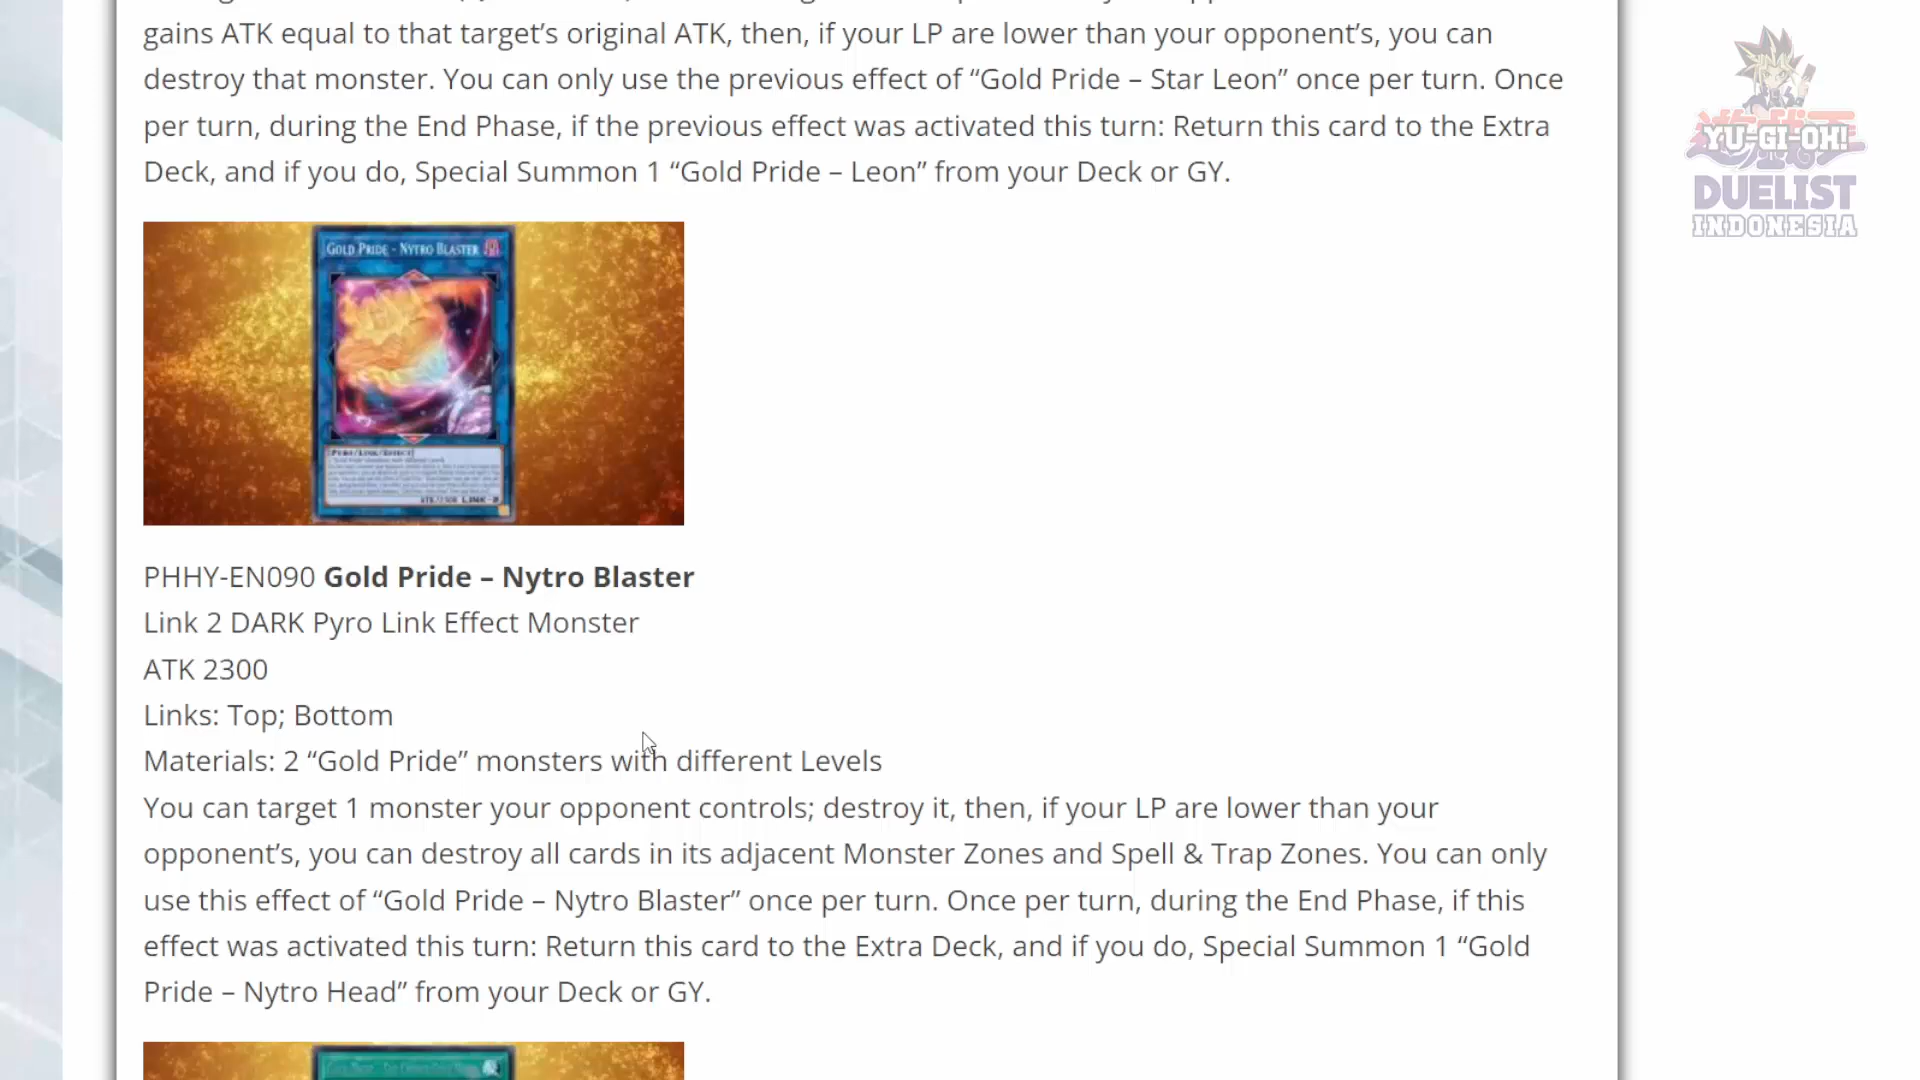 gains ATK equal to that target’s original ATK, then, if your LP are lower than your opponent’s, you can
destroy that monster. You can only use the previous effect of “Gold Pride – Star Leon” once per turn. Once
per turn, during the End Phase, if the previous effect was activated this turn: Return this card to the Extra
Deck, and if you do, Special Summon 1 “Gold Pride – Leon” from your Deck or GY.
YU-GI-OH!
DUELIST
INDONESIA
GOLD PRIDE - NYTRO BLASTER
[PYRO/LINK/EFFECT]
PHHY-EN090 Gold Pride – Nytro Blaster
Link 2 DARK Pyro Link Effect Monster
ATK 2300
Links: Top; Bottom
Materials: 2 “Gold Pride” monsters with different Levels
You can target 1 monster your opponent controls; destroy it, then, if your LP are lower than your
opponent’s, you can destroy all cards in its adjacent Monster Zones and Spell & Trap Zones. You can only
use this effect of “Gold Pride – Nytro Blaster” once per turn. Once per turn, during the End Phase, if this
effect was activated this turn: Return this card to the Extra Deck, and if you do, Special Summon 1 “Gold
Pride – Nytro Head” from your Deck or GY.